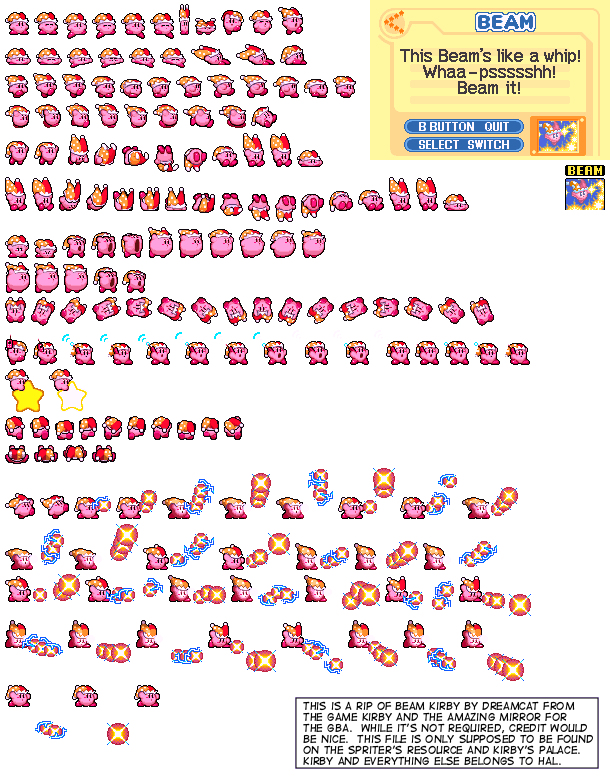 BEAM
This Beam's like a whip!
Whaa-pssssshh!
Beam it!
B BUTTON QUIT
SELECT SWITCH
BEAM
THIS IS A RIP OF BEAM KIRBY BY DREAMCAT FROM
THE GAME KIRBY AND THE AMAZING MIRROR FOR
THE GBA. WHILE IT'S NOT REQUIRED, CREDIT WOULD
BE NICE. THIS FILE IS ONLY SUPPOSED TO BE FOUND
ON THE SPRITER'S RESOURCE AND KIRBY'S PALACE.
KIRBY AND EVERYTHING ELSE BELONGS TO HAL.